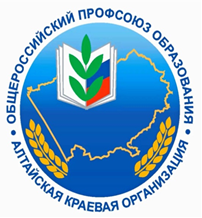 ОБЩЕРОССИЙСКИЙ ПРОФСОЮЗ ОБРАЗОВАНИЯ
АЛТАЙСКАЯ КРАЕВАЯ ОРГАНИЗАЦИЯ